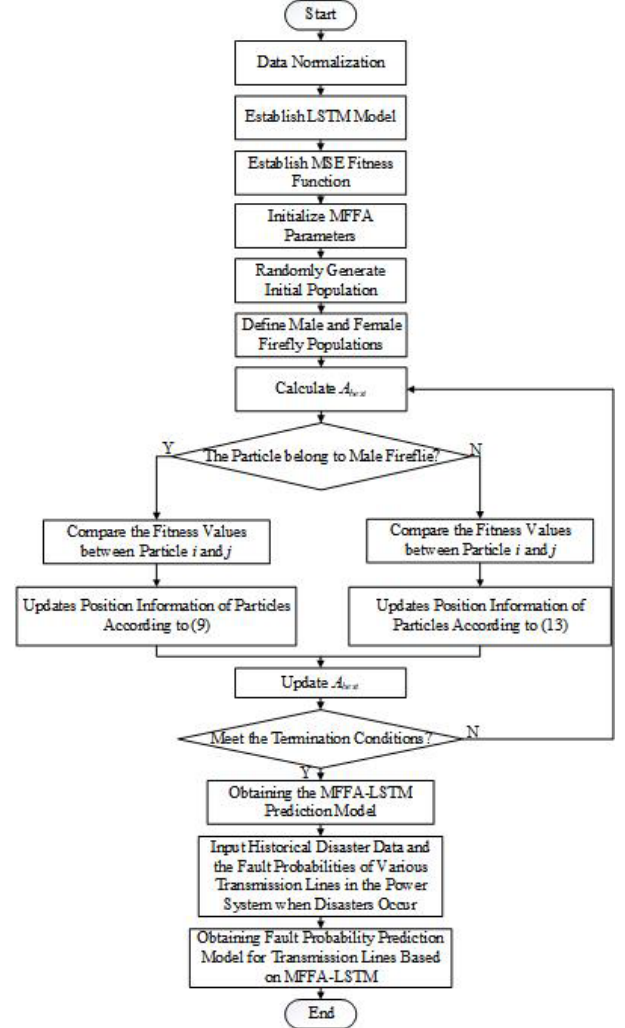 Start
Data Normalization
Establish LSTM Model
Establish MSE Fitness
Function
Initialize MFFA
Parameters
Randomly Generate
Initial Population
Define Male and Female
Firefly Populations
Calculate A_best
Y
The Particle belong to Male Fireflie?
N
Compare the Fitness Values
between Particle i and j
Compare the Fitness Values
between Particle i and j
Updates Position Information of Particles
According to (9)
Updates Position Information of
Particles According to (13)
Update A_best
Meet the Termination Conditions?
N
Y
Obtaining the MFFA-LSTM
Prediction Model
Input Historical Disaster Data and
the Fault Probabilities of Various
Transmission Lines in the Power
System when Disasters Occur
Obtaining Fault Probability Prediction
Model for Transmission Lines Based
on MFFA-LSTM
End